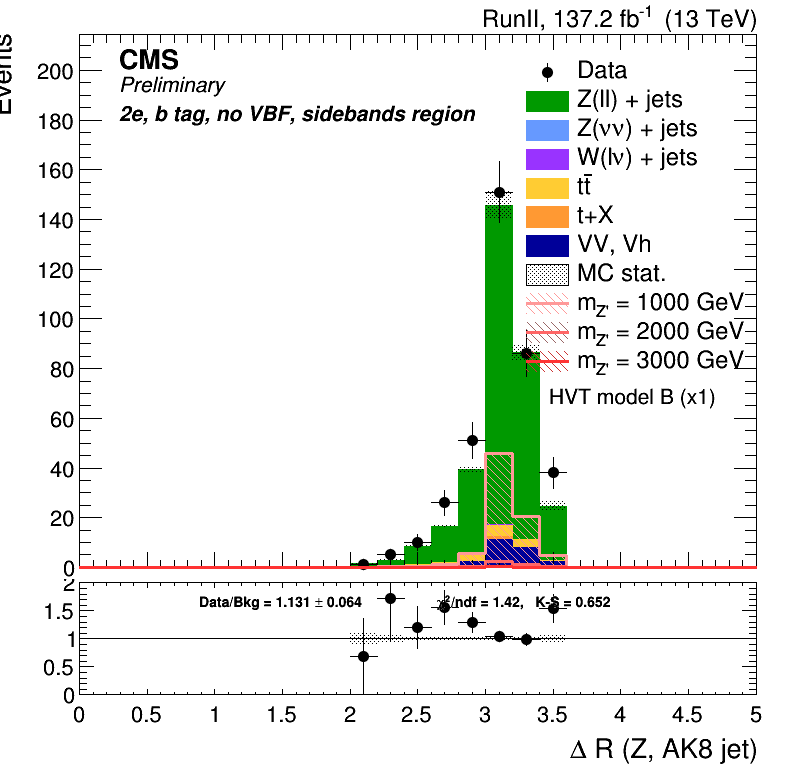 RunII, 137.2 fb⁻¹ (13 TeV)
Events
CMS
Preliminary
2e, b tag, no VBF, sidebands region
Data
Z(ll) + jets
Z(νν) + jets
W(lν) + jets
tt̄
t+X
VV, Vh
MC stat.
m_Z' = 1000 GeV
m_Z' = 2000 GeV
m_Z' = 3000 GeV
HVT model B (x1)
200
180
160
140
120
100
80
60
40
20
0
Data/Bkg = 1.131 ± 0.064
χ²/ndf = 1.42, K-S = 0.652
2
1.5
1
0.5
0
0 0.5 1 1.5 2 2.5 3 3.5 4 4.5 5
Δ R (Z, AK8 jet)